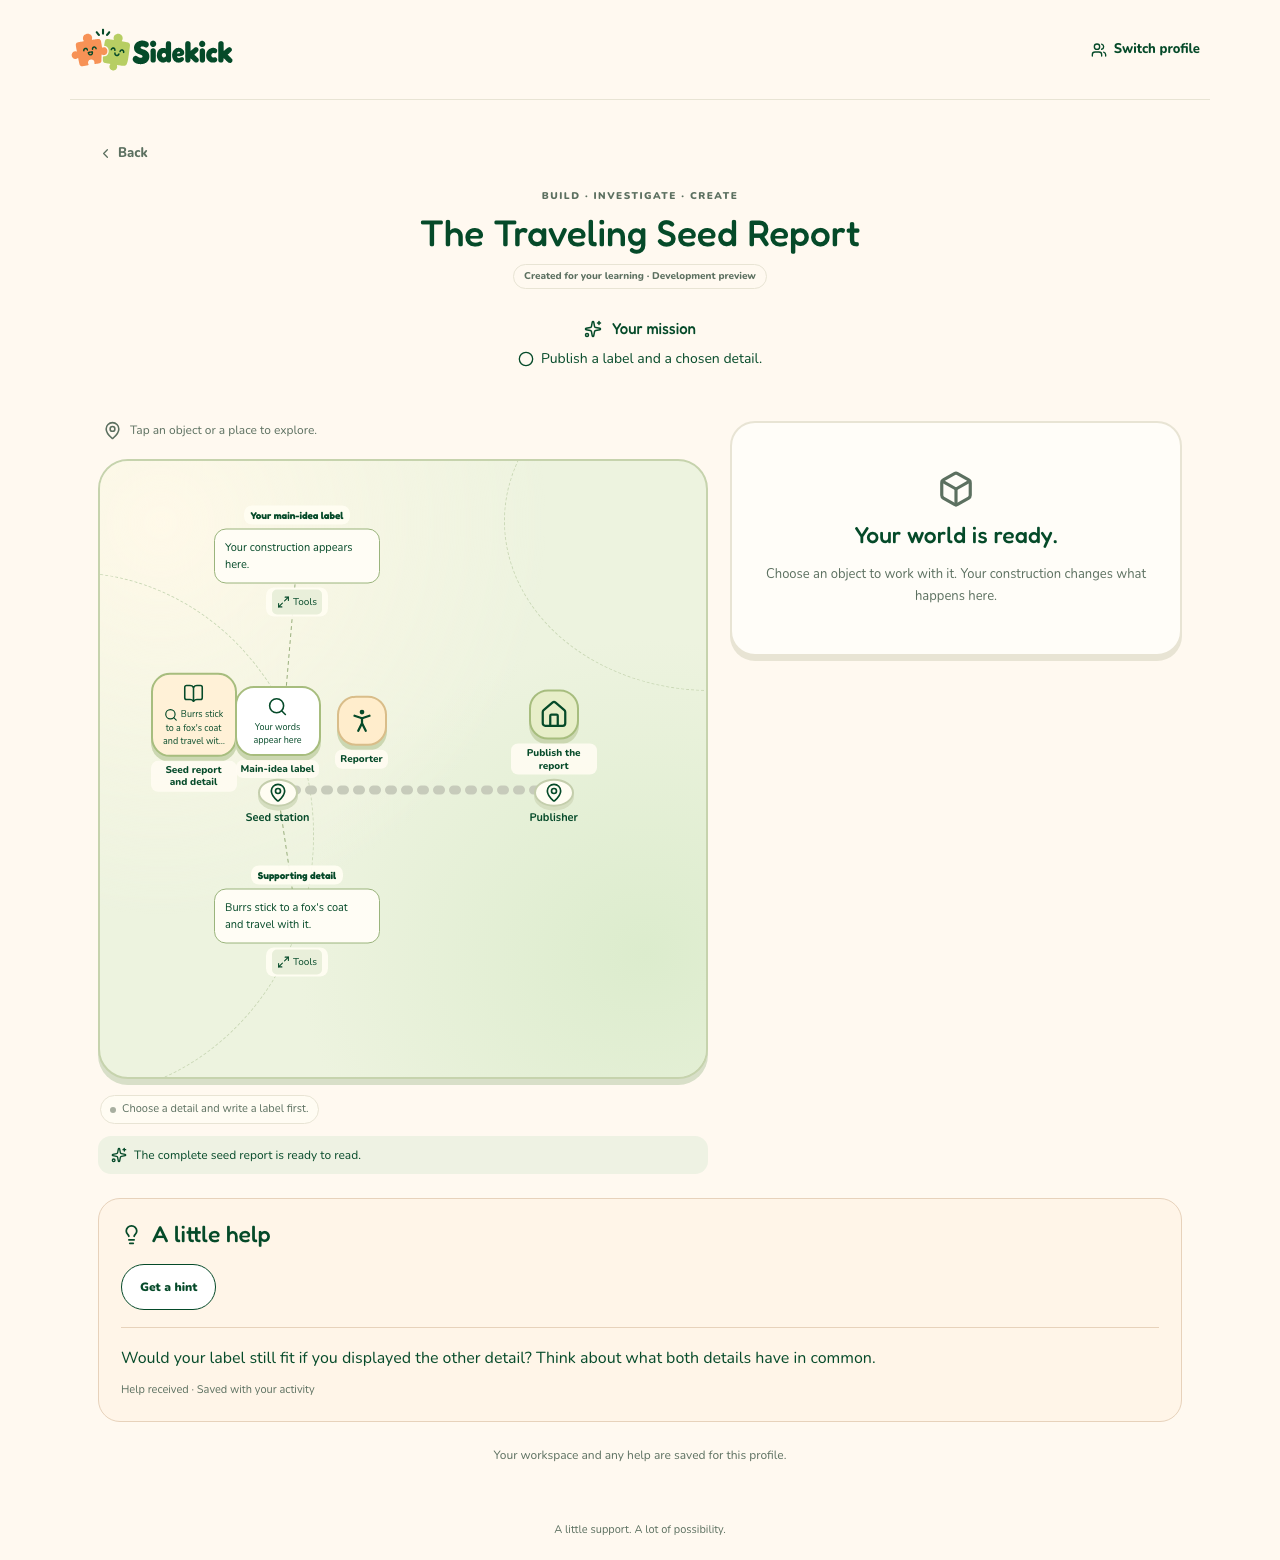 Sidekick
Switch profile
Back
BUILD · INVESTIGATE · CREATE
The Traveling Seed Report
Created for your learning · Development preview
Your mission
Publish a label and a chosen detail.
Tap an object or a place to explore.
Your main-idea label
Your construction appears
here.
Tools
Burrs stick
to a fox's coat
and travel wit...
Seed report
and detail
Your words
appear here
Main-idea label
Reporter
Publish the
report
Seed station
Publisher
Supporting detail
Burrs stick to a fox's coat
and travel with it.
Tools
Your world is ready.
Choose an object to work with it. Your construction changes what
happens here.
Choose a detail and write a label first.
The complete seed report is ready to read.
A little help
Get a hint
Would your label still fit if you displayed the other detail? Think about what both details have in common.
Help received · Saved with your activity
Your workspace and any help are saved for this profile.
A little support. A lot of possibility.